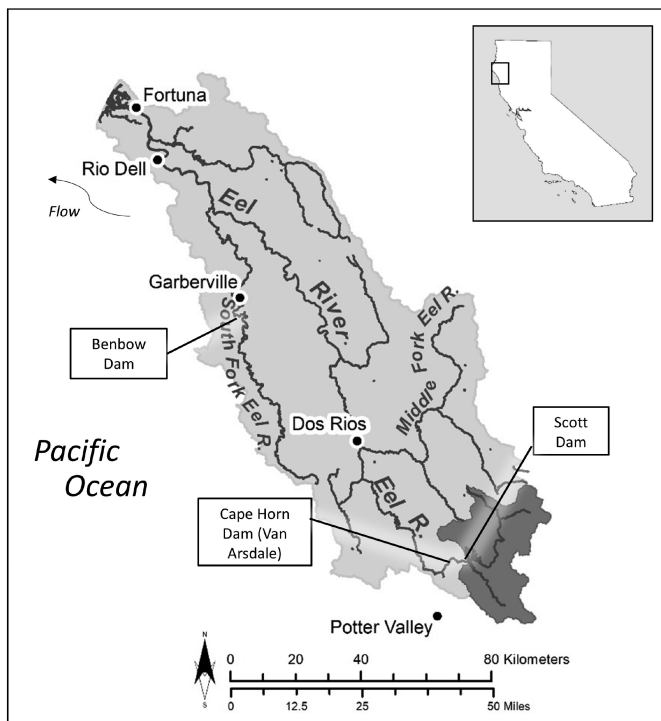 Fortuna
Rio Dell
Eel
Flow
Garberville
River
South Fork Eel R.
Middle Fork Eel R.
Benbow
Dam
Dos Rios
Scott
Dam
Pacific
Ocean
Eel R.
Cape Horn
Dam (Van
Arsdale)
Potter Valley
N
S
0 20 40 80 Kilometers
0 12.5 25 50 Miles